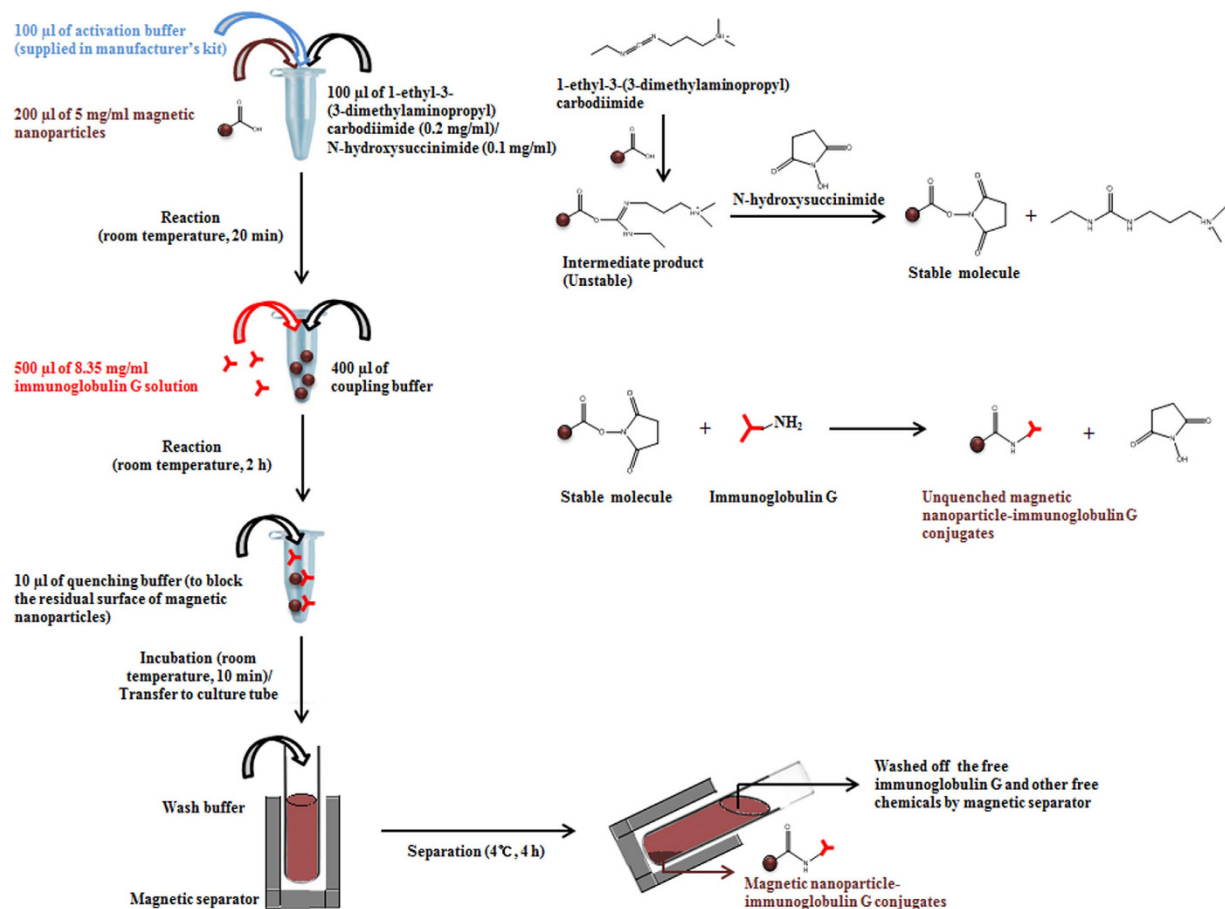 100 µl of activation buffer
(supplied in manufacturer's kit)
200 µl of 5 mg/ml magnetic
nanoparticles
100 µl of 1-ethyl-3-
(3-dimethylaminopropyl)
carbodiimide (0.2 mg/ml)/
N-hydroxysuccinimide (0.1 mg/ml)
1-ethyl-3-(3-dimethylaminopropyl)
carbodiimide
Reaction
(room temperature, 20 min)
N-hydroxysuccinimide
+
Intermediate product
(Unstable)
Stable molecule
500 µl of 8.35 mg/ml
immunoglobulin G solution
400 µl of
coupling buffer
Reaction
(room temperature, 2 h)
+
NH2
+
Stable molecule
Immunoglobulin G
Unquenched magnetic
nanoparticle-immunoglobulin G
conjugates
10 µl of quenching buffer (to block
the residual surface of magnetic
nanoparticles)
Incubation (room
temperature, 10 min)/
Transfer to culture tube
Wash buffer
Magnetic separator
Separation (4℃, 4 h)
Washed off the free
immunoglobulin G and other free
chemicals by magnetic separator
Magnetic nanoparticle-
immunoglobulin G conjugates